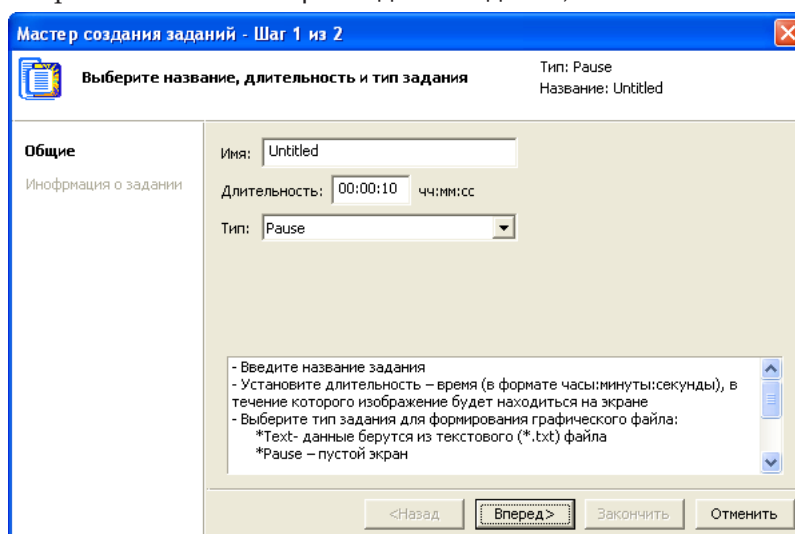 Мастер создания заданий - Шаг 1 из 2
Выберите название, длительность и тип задания
Тип: Pause
Название: Untitled
Общие
Инофрмация о задании
Имя: Untitled
Длительность: 00:00:10 чч:мм:сс
Тип: Pause
- Введите название задания
- Установите длительность – время (в формате часы:минуты:секунды), в
течение которого изображение будет находиться на экране
- Выберите тип задания для формирования графического файла:
*Text- данные берутся из текстового (*.txt) файла
*Pause – пустой экран
<Назад Вперед> Закончить Отменить